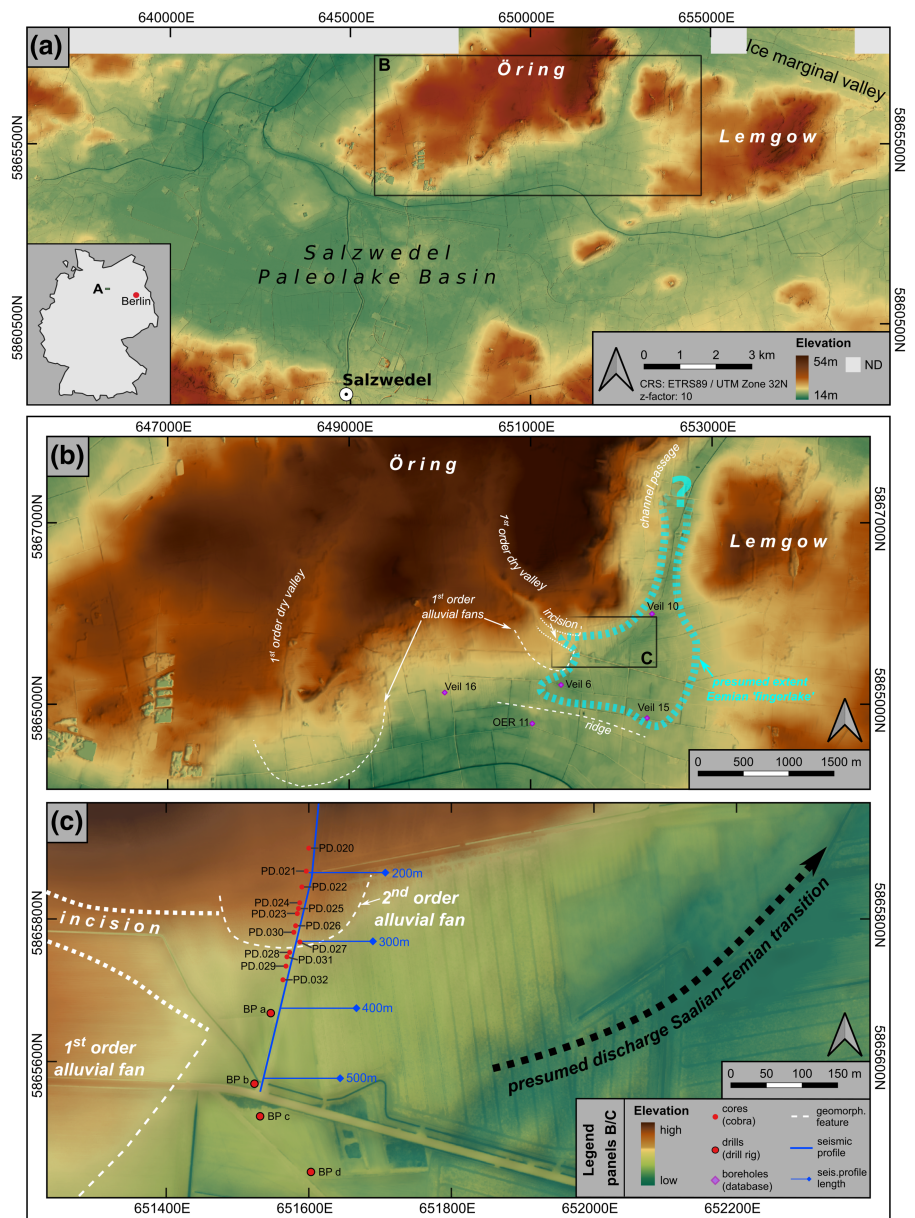 640000E 645000E 650000E 655000E
(a)
B
Öring
Ice marginal valley
Lemgow
5865500N
5865500N
Salzwedel
Paleolake Basin
A
Berlin
5860500N
5860500N
Salzwedel
0 1 2 3 km
CRS: ETRS89 / UTM Zone 32N
z-factor: 10
Elevation
54m
14m
ND
(b)
647000E 649000E 651000E 653000E
Öring
channel passage
?
Lemgow
5867000N
5867000N
1st order dry valley
1st order dry valley
1st order
alluvial fans
incision
Veil 10
C
presumed extent
Eemian
Veil 16
Veil 6
Veil 15
OER 11
ridge
5865000N
5865000N
0 500 1000 1500 m
(c)
PD.020
PD.021
200m
PD.022
PD.024
PD.025
PD.023
2nd order
alluvial fan
PD.026
PD.030
PD.027
300m
PD.028
PD.031
PD.029
PD.032
incision
5865800N
5865800N
BP a
400m
1st order
alluvial fan
presumed discharge Saalian-Eemian transition
5865600N
5865600N
BP b
500m
BP c
BP d
0 50 100 150 m
Legend
panels B/C
Elevation
high
low
cores
(cobra)
drills
(drill rig)
boreholes
(database)
geomorph.
feature
seismic
profile
seis.profile
length
651400E 651600E 651800E 652000E 652200E